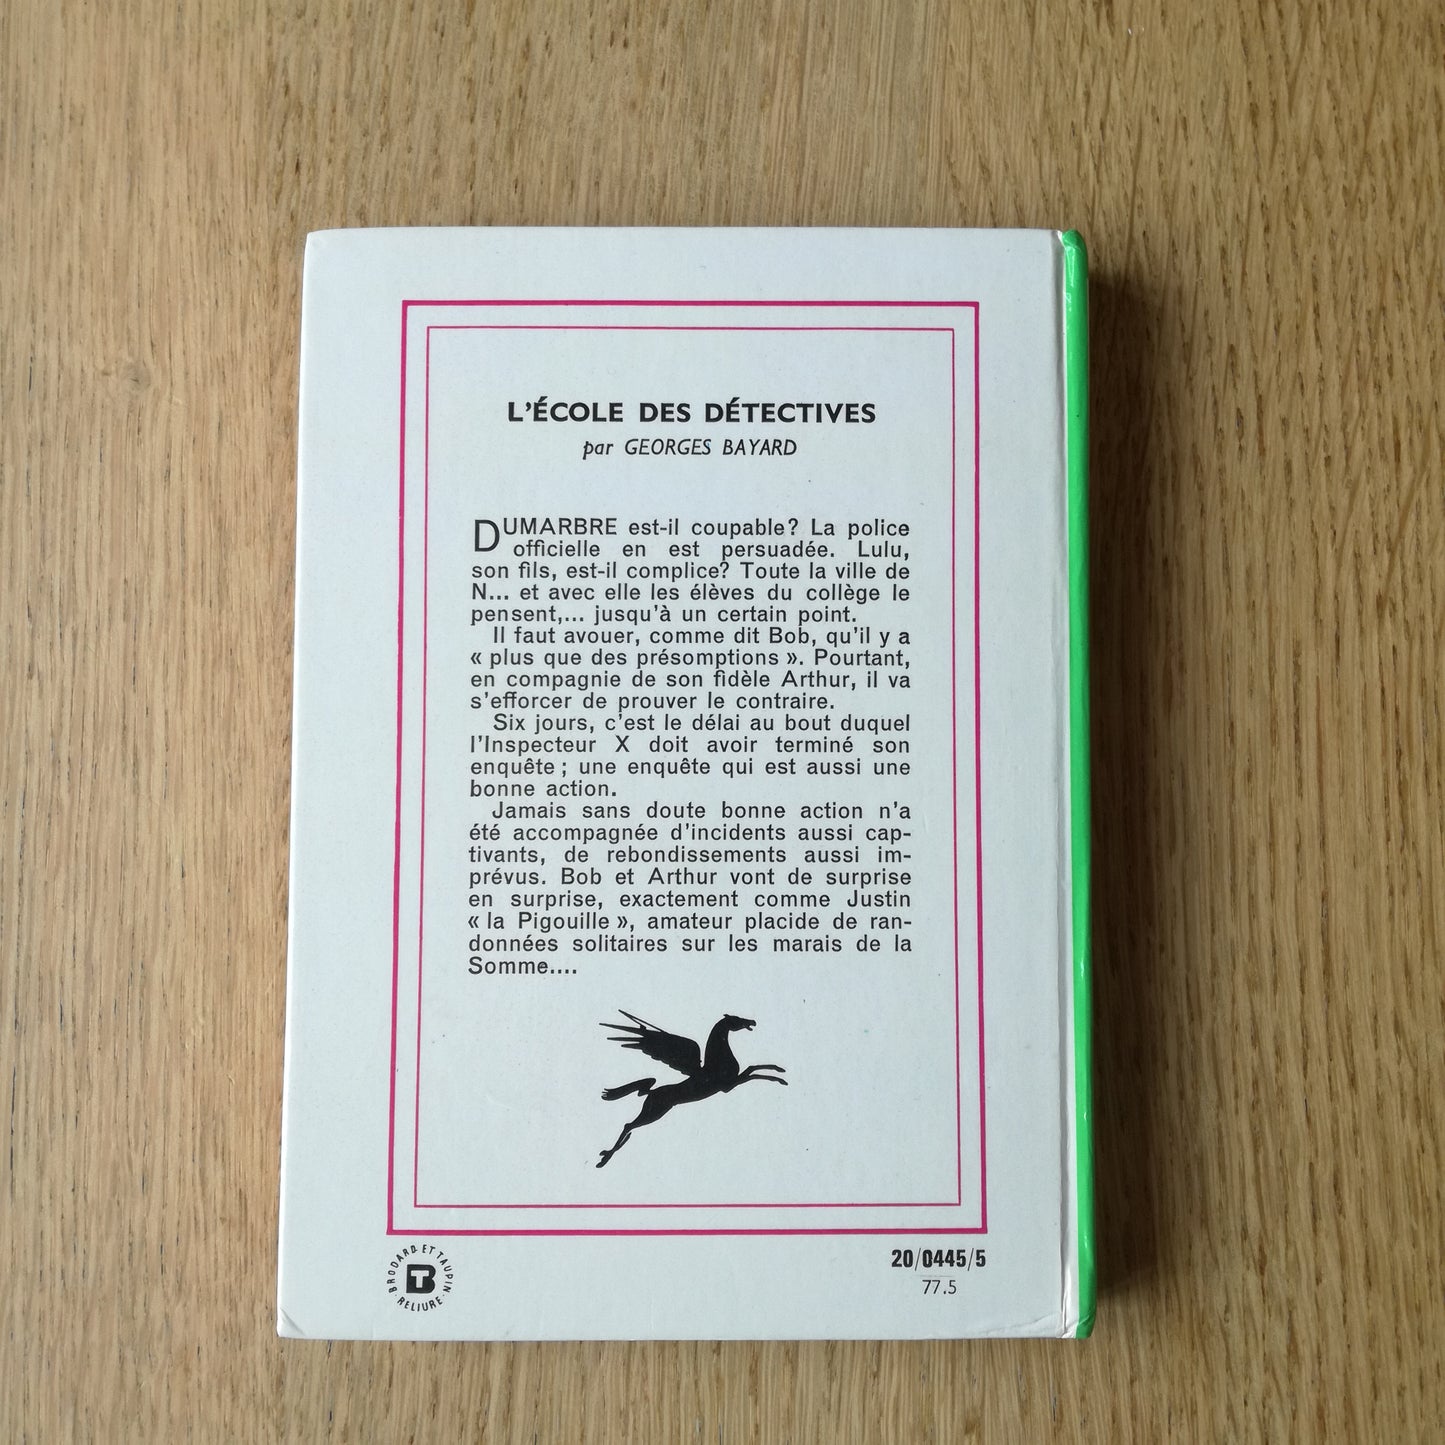 L'ÉCOLE DES DÉTECTIVES
par GEORGES BAYARD
DUMARBRE est-il coupable? La police
officielle en est persuadée. Lulu,
son fils, est-il complice? Toute la ville de
N... et avec elle les élèves du collège le
pensent,... jusqu'à un certain point.
Il faut avouer, comme dit Bob, qu'il y a
« plus que des présomptions ». Pourtant,
en compagnie de son fidèle Arthur, il va
s'efforcer de prouver le contraire.
Six jours, c'est le délai au bout duquel
l'Inspecteur X doit avoir terminé son
enquête ; une enquête qui est aussi une
bonne action.
Jamais sans doute bonne action n'a
été accompagnée d'incidents aussi cap-
tivants, de rebondissements aussi im-
prévus. Bob et Arthur vont de surprise
en surprise, exactement comme Justin
« la Pigouille », amateur placide de ran-
données solitaires sur les marais de la
Somme....
BRODARD ET TAUPIN
TB
RELIURE
20/0445/5
77.5